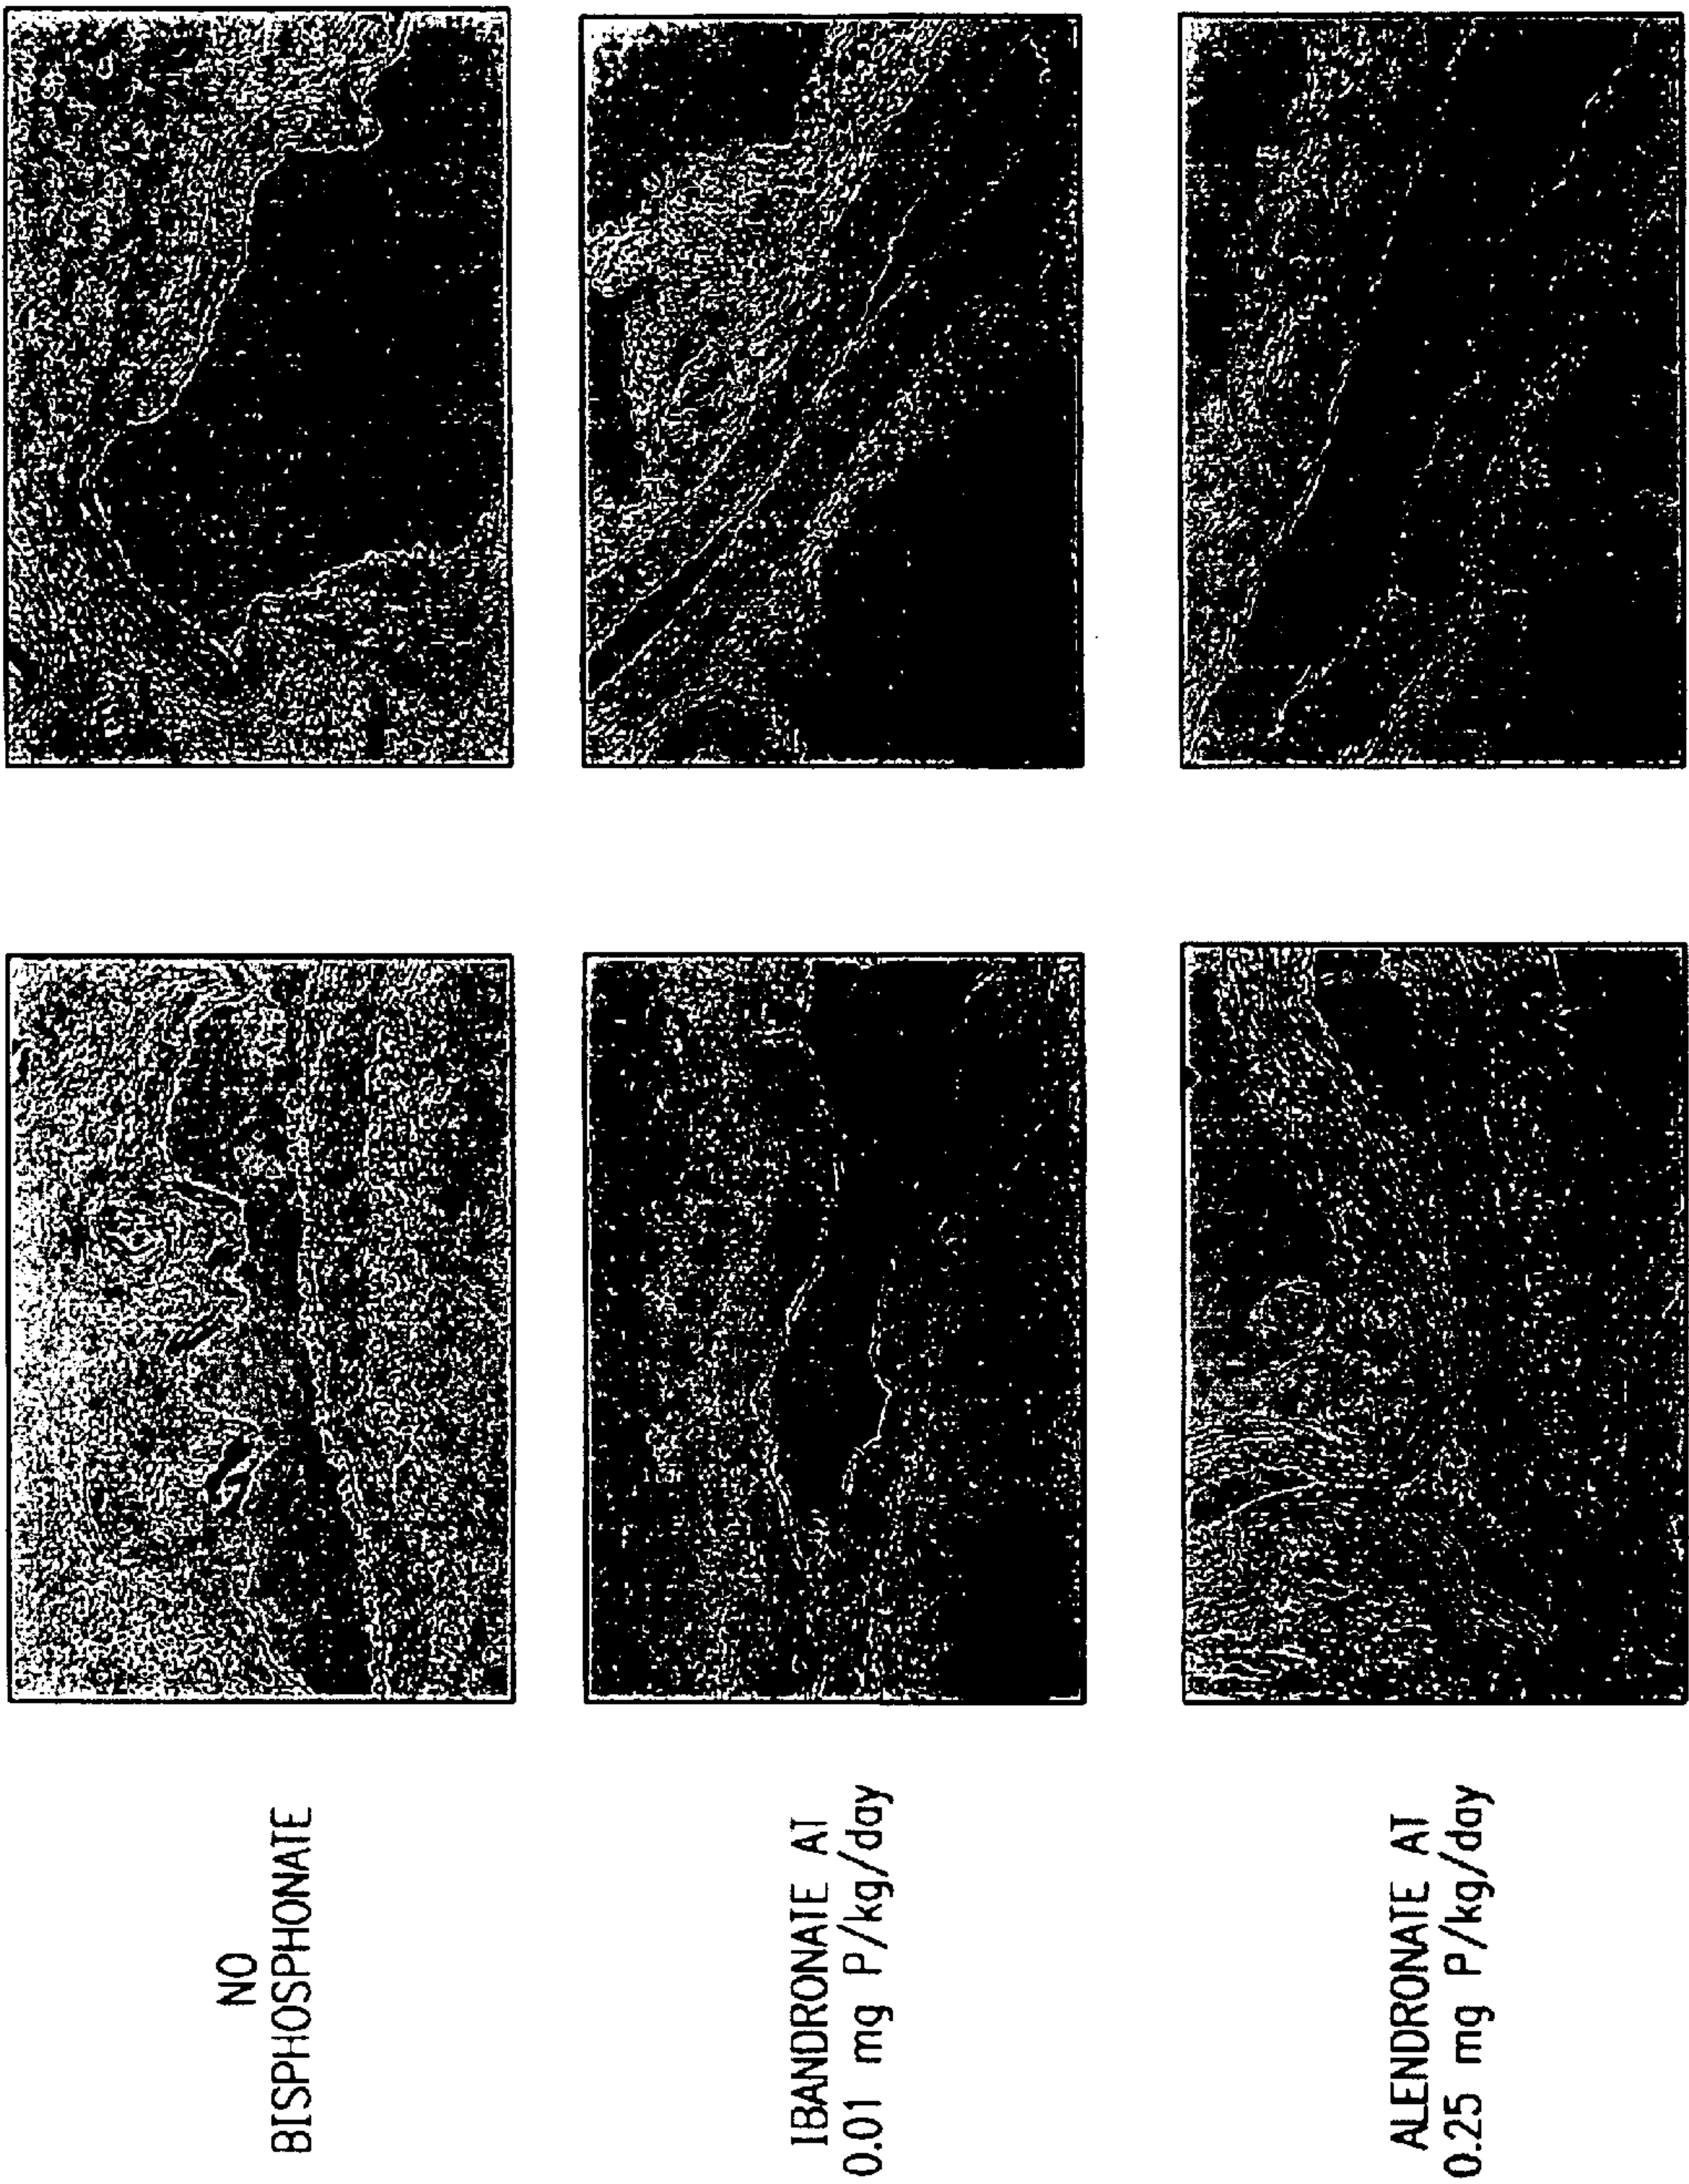 NO
BISPHOSPHONATE
IBANDRONATE AT
0.01 mg P/kg/day
ALENDRONATE AT
0.25 mg P/kg/day